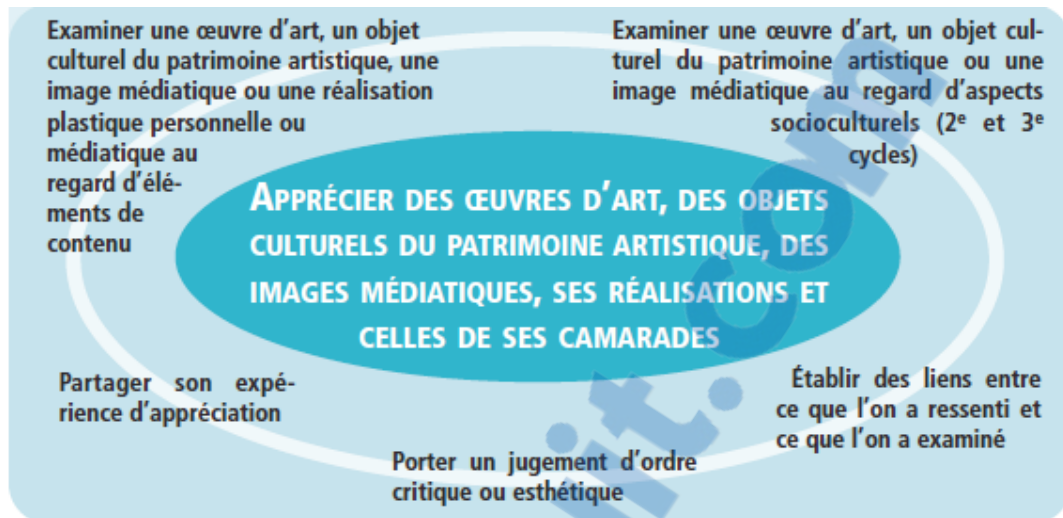 Examiner une œuvre d'art, un objet
culturel du patrimoine artistique, une
image médiatique ou une réalisation
plastique personnelle ou
médiatique au
regard d'élé-
ments de
contenu
Examiner une œuvre d'art, un objet cul-
turel du patrimoine artistique ou une
image médiatique au regard d'aspects
socioculturels (2e et 3e
cycles)
APPRÉCIER DES ŒUVRES D'ART, DES OBJETS
CULTURELS DU PATRIMOINE ARTISTIQUE, DES
IMAGES MÉDIATIQUES, SES RÉALISATIONS ET
CELLES DE SES CAMARADES
Partager son expé-
rience d'appréciation
Établir des liens entre
ce que l'on a ressenti et
ce que l'on a examiné
Porter un jugement d'ordre
critique ou esthétique
it.com